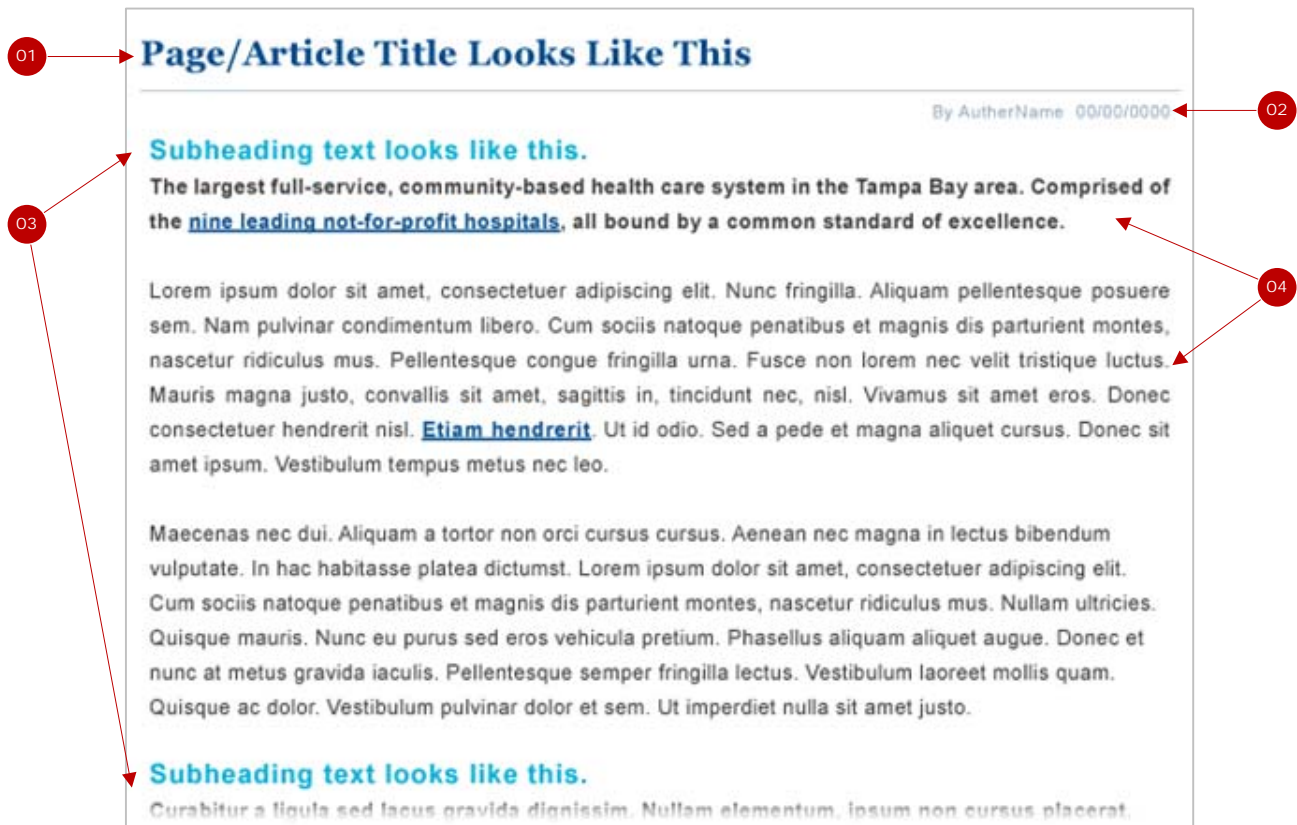 01
Page/Article Title Looks Like This
By AutherName 00/00/0000
02
Subheading text looks like this.
The largest full-service, community-based health care system in the Tampa Bay area. Comprised of
03
the nine leading not-for-profit hospitals, all bound by a common standard of excellence.
04
Lorem ipsum dolor sit amet, consectetuer adipiscing elit. Nunc fringilla. Aliquam pellentesque posuere
sem. Nam pulvinar condimentum libero. Cum sociis natoque penatibus et magnis dis parturient montes,
nascetur ridiculus mus. Pellentesque congue fringilla urna. Fusce non lorem nec velit tristique luctus.
Mauris magna justo, convallis sit amet, sagittis in, tincidunt nec, nisl. Vivamus sit amet eros. Donec
consectetuer hendrerit nisl. Etiam hendrerit. Ut id odio. Sed a pede et magna aliquet cursus. Donec sit
amet ipsum. Vestibulum tempus metus nec leo.
Maecenas nec dui. Aliquam a tortor non orci cursus cursus. Aenean nec magna in lectus bibendum
vulputate. In hac habitasse platea dictumst. Lorem ipsum dolor sit amet, consectetuer adipiscing elit.
Cum sociis natoque penatibus et magnis dis parturient montes, nascetur ridiculus mus. Nullam ultricies.
Quisque mauris. Nunc eu purus sed eros vehicula pretium. Phasellus aliquam aliquet augue. Donec et
nunc at metus gravida iaculis. Pellentesque semper fringilla lectus. Vestibulum laoreet mollis quam.
Quisque ac dolor. Vestibulum pulvinar dolor et sem. Ut imperdiet nulla sit amet justo.
Subheading text looks like this.
Curabitur a ligula sed lacus gravida dignissim. Nullam elementum, ipsum non cursus placerat,